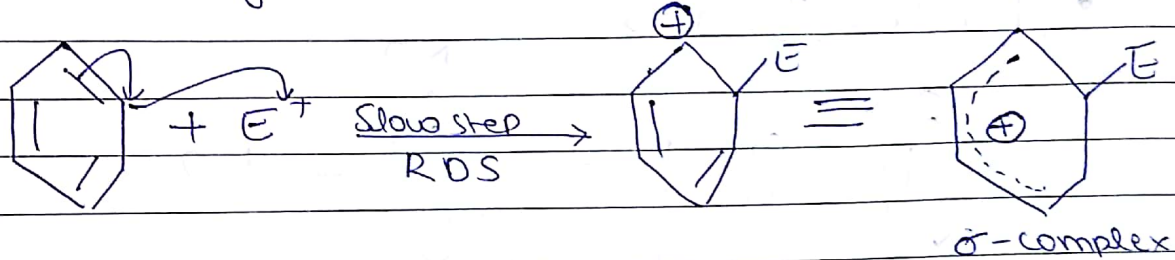 + E⁺ Slow step ⊕ E ≡ ⊕ E
RDS
σ-complex